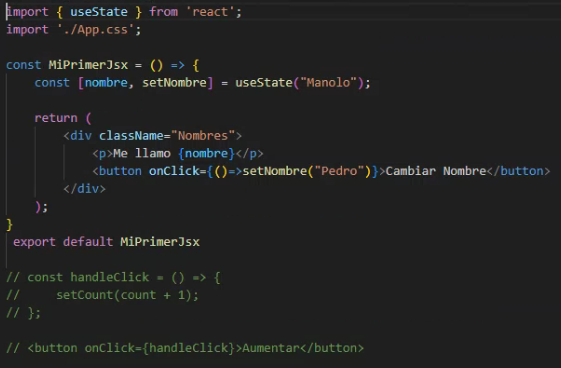 import { useState } from 'react';
import './App.css';

const MiPrimerJsx = () => {
    const [nombre, setNombre] = useState("Manolo");

    return (
        <div className="Nombres">
            <p>Me llamo {nombre}</p>
            <button onClick={()=>setNombre("Pedro")}>Cambiar Nombre</button>
        </div>
    );
}
 export default MiPrimerJsx

// const handleClick = () => {
//     setCount(count + 1);
// };

// <button onClick={handleClick}>Aumentar</button>